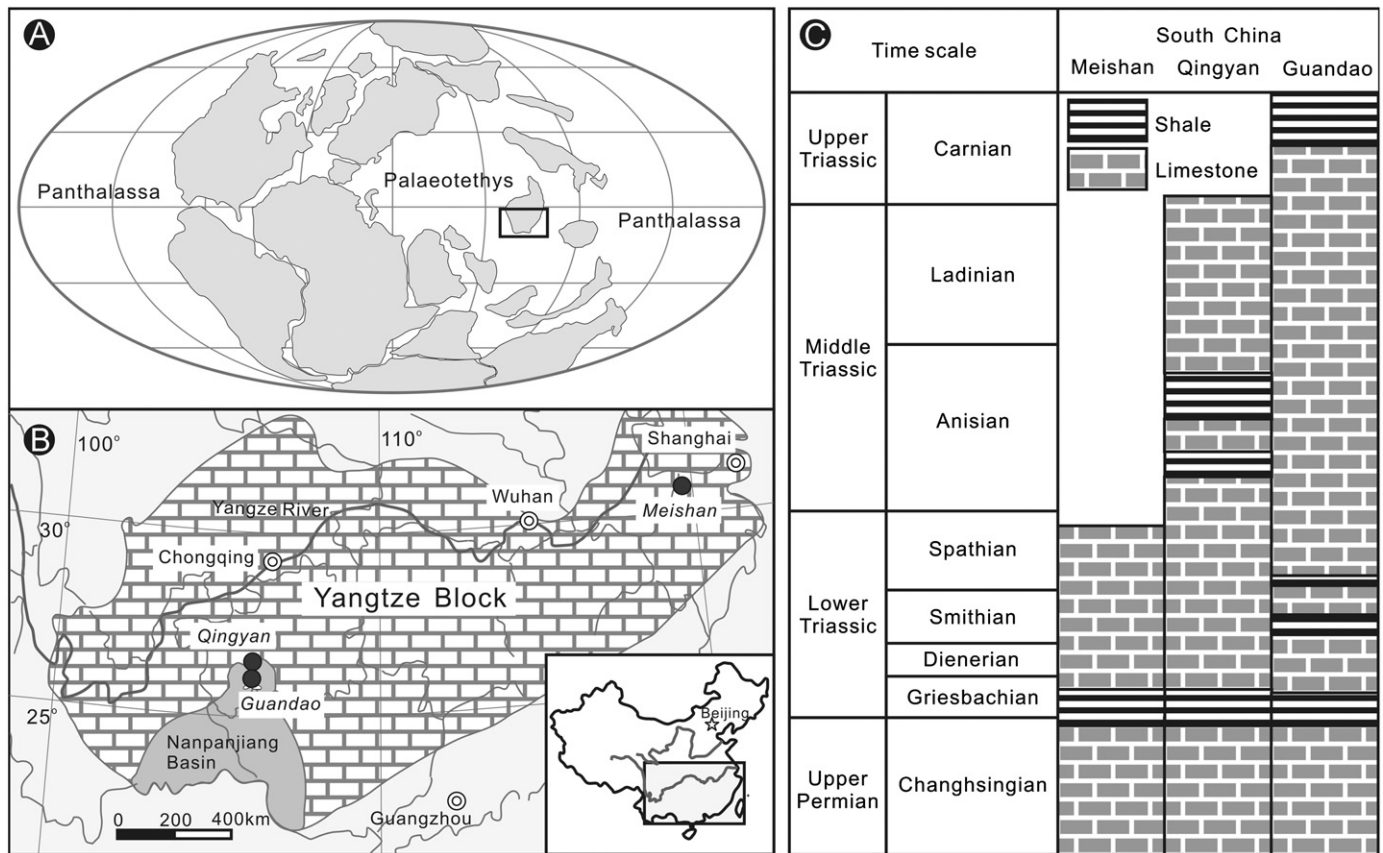 A
Panthalassa
Palaeotethys
Panthalassa
B
100°
110°
Shanghai
Meishan
Wuhan
Yangze River
30°
Chongqing
Yangtze Block
Qingyan
Guandao
25°
Nanpanjiang
Basin
Beijing
Guangzhou
0 200 400km
C
Time scale
South China
Meishan Qingyan Guandao
Shale
Limestone
Upper
Triassic
Carnian
Middle
Triassic
Ladinian
Anisian
Lower
Triassic
Spathian
Smithian
Dienerian
Griesbachian
Upper
Permian
Changhsingian